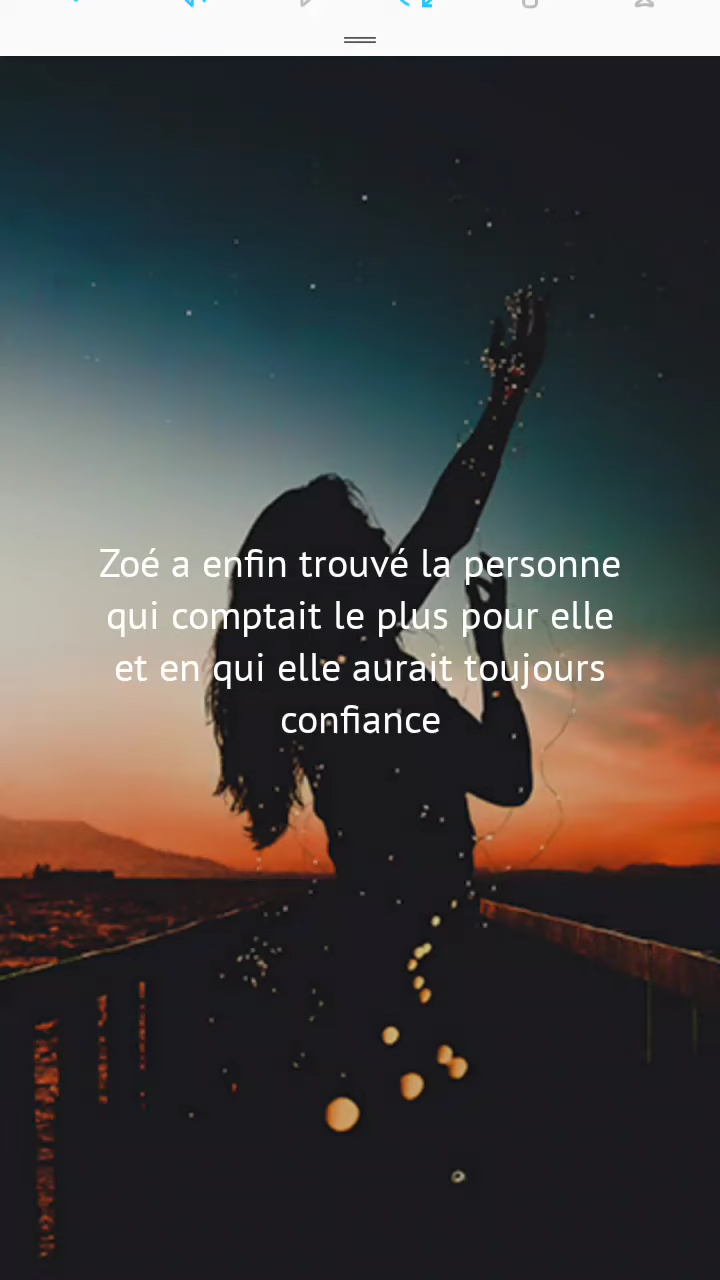 Zoé a enfin trouvé la personne
qui comptait le plus pour elle
et en qui elle aurait toujours
confiance